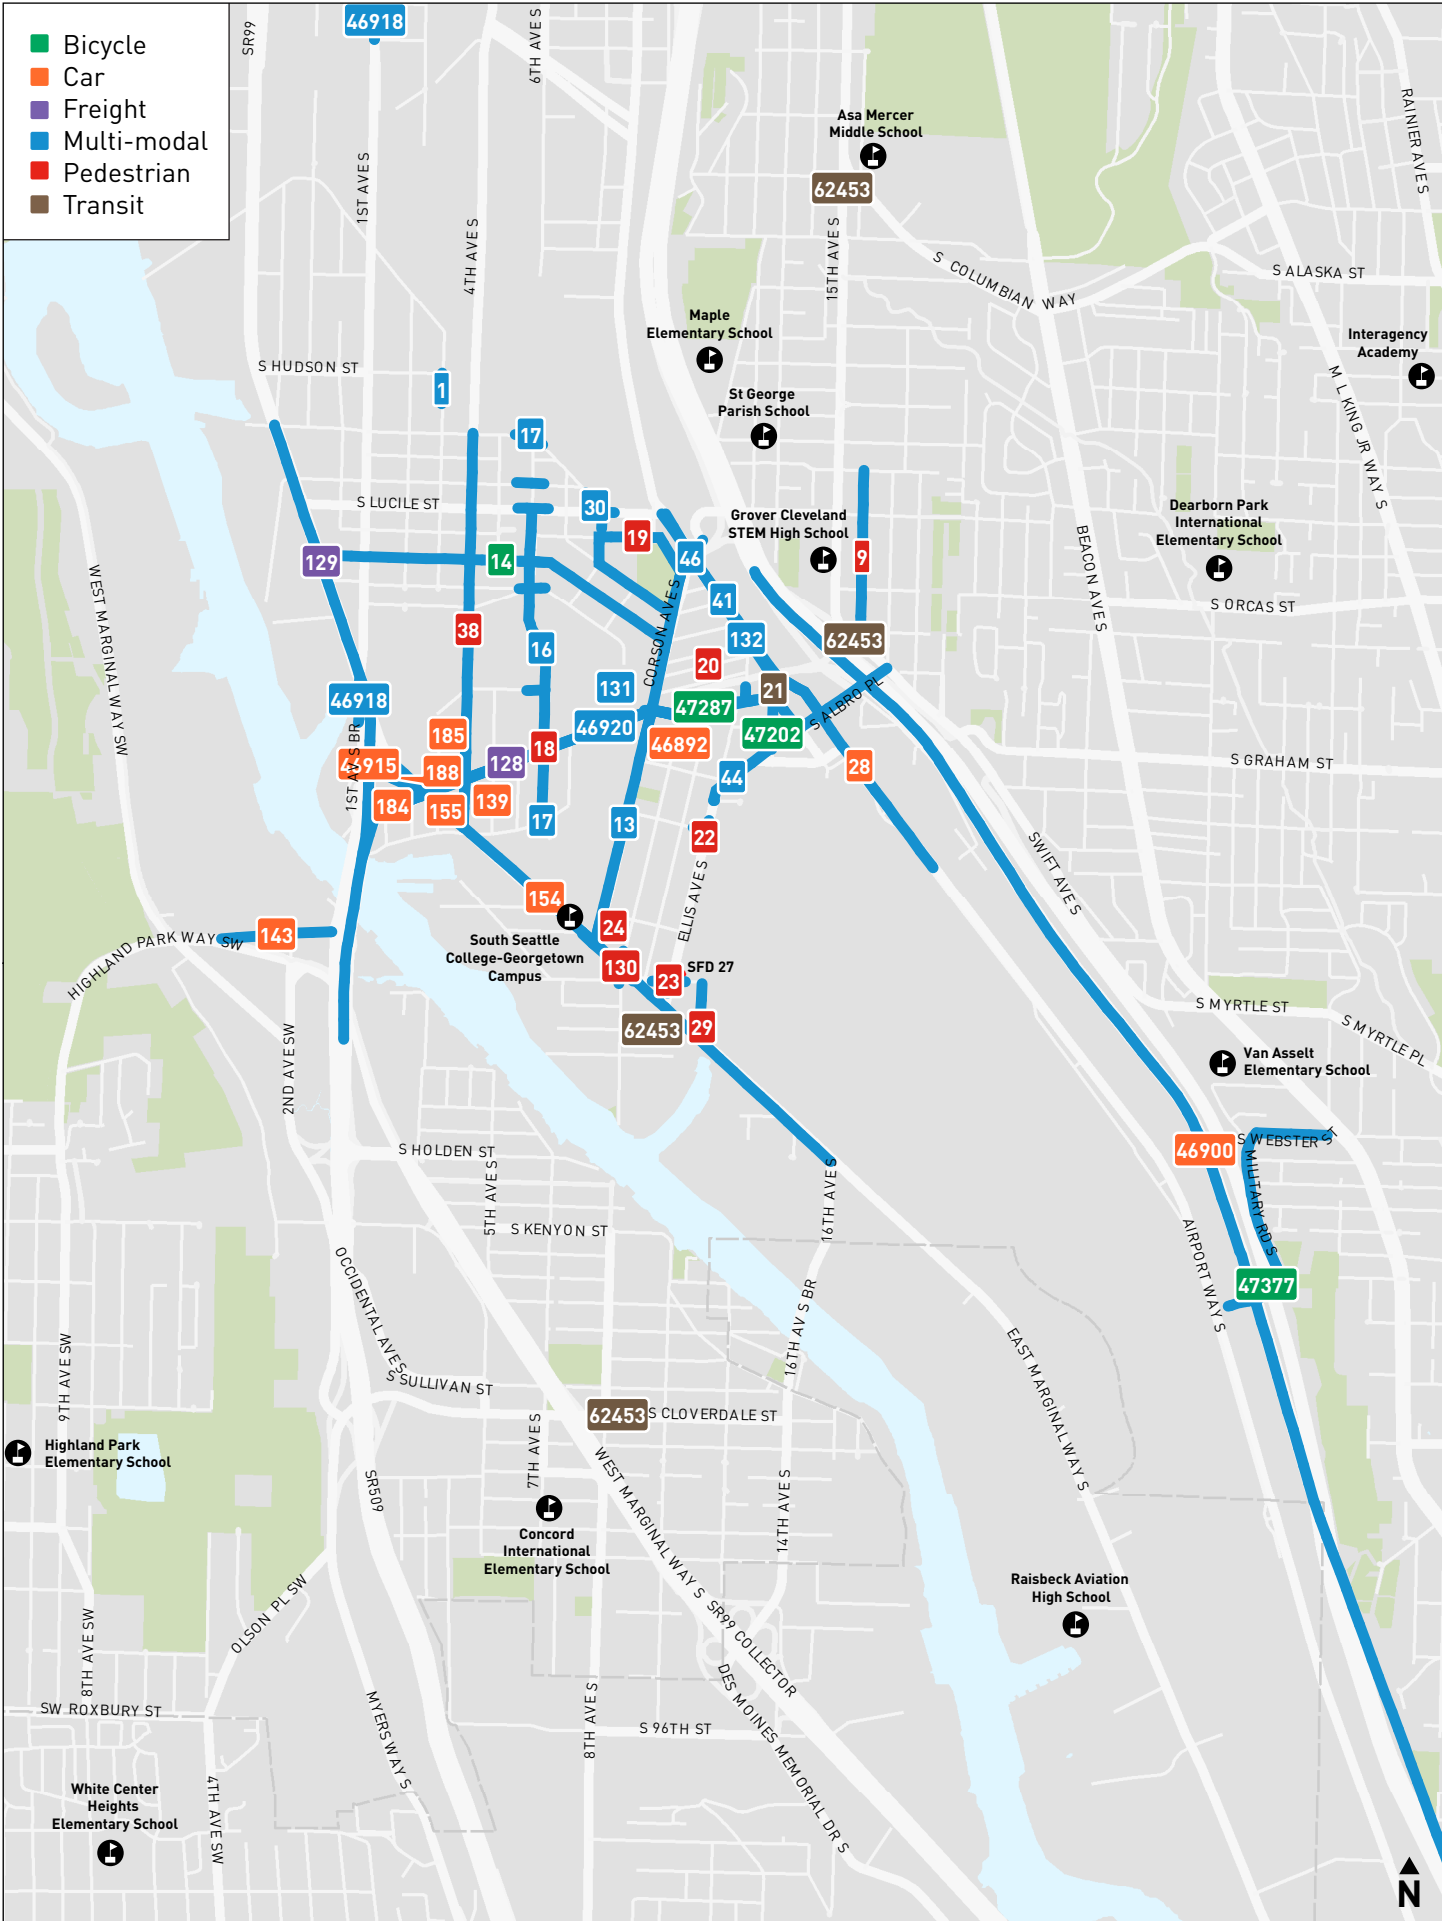 Bicycle
Car
Freight
Multi-modal
Pedestrian
Transit
46918
SR99
6TH AVE S
1ST AVE S
4TH AVE S
Asa Mercer
Middle School
62453
15TH AVE S
S COLUMBIAN WAY
RAINIER AVE S
S ALASKA ST
Maple
Elementary School
Interagency
Academy
S HUDSON ST
1
St George
Parish School
M L KING JR WAY S
17
S LUCILE ST
30
19
Grover Cleveland
STEM High School
Dearborn Park
International
Elementary School
129
14
46
9
BEACON AVE S
WEST MARGINAL WAY SW
41
S ORCAS ST
38
16
CORSON AVE S
132
62453
20
131
21
46918
47287
S ALBRO PL
185
46920
47202
1ST AV S BR
18
46892
128
188
28
44
S GRAHAM ST
184
155
139
17
13
22
SWIFT AVE S
154
ELLIS AVE S
143
HIGHLAND PARK WAY SW
24
South Seattle
College-Georgetown
Campus
130
23
SFD 27
62453
29
S MYRTLE ST
S MYRTLE PL
2ND AVE SW
Van Asselt
Elementary School
S HOLDEN ST
5TH AVE S
16TH AVE S
46900
S WEBSTER ST
MILITARY RD S
S KENYON ST
AIRPORT WAY S
47377
OCCIDENTAL AVE S
16TH AV S BR
EAST MARGINAL WAY S
9TH AVE SW
S SULLIVAN ST
62453
S CLOVERDALE ST
7TH AVE S
Highland Park
Elementary School
SR509
14TH AVE S
WEST MARGINAL WAY S
Concord
International
Elementary School
OLSON PL SW
Raisbeck Aviation
High School
SR99 COLLECTOR
8TH AVE SW
SW ROXBURY ST
MYERS WAY S
8TH AVE S
S 96TH ST
DES MOINES MEMORIAL DR S
White Center
Heights
Elementary School
4TH AVE SW
N